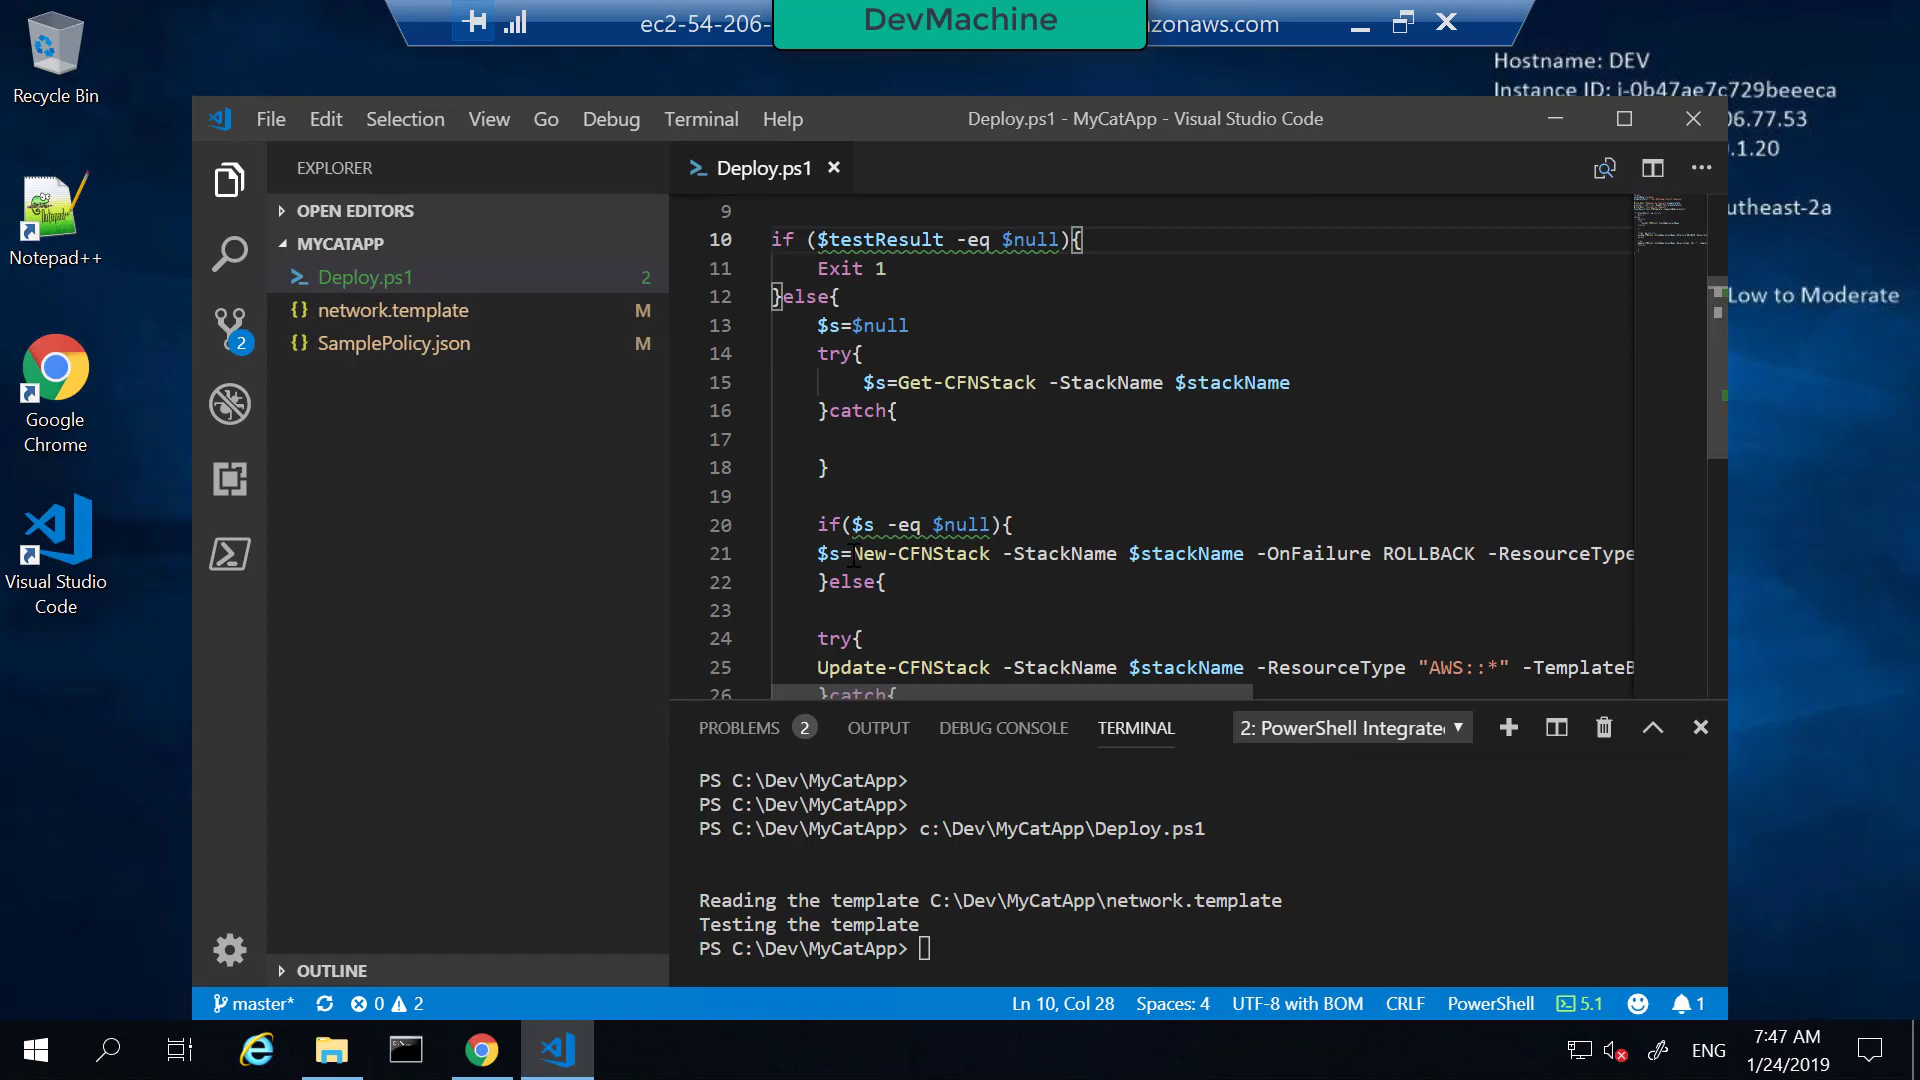 ec2-54-206-
DevMachine
zonaws.com
Recycle Bin
Notepad++
Google
Chrome
Visual Studio
Code
Hostname: DEV
Instance ID: i-0b47ae7c729beeeca
06.77.53
.1.20
utheast-2a
Low to Moderate
File Edit Selection View Go Debug Terminal Help
Deploy.ps1 - MyCatApp - Visual Studio Code
EXPLORER
OPEN EDITORS
MYCATAPP
Deploy.ps1 2
network.template M
SamplePolicy.json M
OUTLINE
2
Deploy.ps1
9
10 if ($testResult -eq $null){
11 Exit 1
12 }else{
13 $s=$null
14 try{
15 $s=Get-CFNStack -StackName $stackName
16 }catch{
17
18 }
19
20 if($s -eq $null){
21 $s=New-CFNStack -StackName $stackName -OnFailure ROLLBACK -ResourceType
22 }else{
23
24 try{
25 Update-CFNStack -StackName $stackName -ResourceType "AWS::*" -TemplateB
26 }catch{
PROBLEMS 2 OUTPUT DEBUG CONSOLE TERMINAL 2: PowerShell Integrate
PS C:\Dev\MyCatApp>
PS C:\Dev\MyCatApp>
PS C:\Dev\MyCatApp> c:\Dev\MyCatApp\Deploy.ps1
Reading the template C:\Dev\MyCatApp\network.template
Testing the template
PS C:\Dev\MyCatApp>
master* 0 2 Ln 10, Col 28 Spaces: 4 UTF-8 with BOM CRLF PowerShell 5.1 1
ENG
7:47 AM
1/24/2019